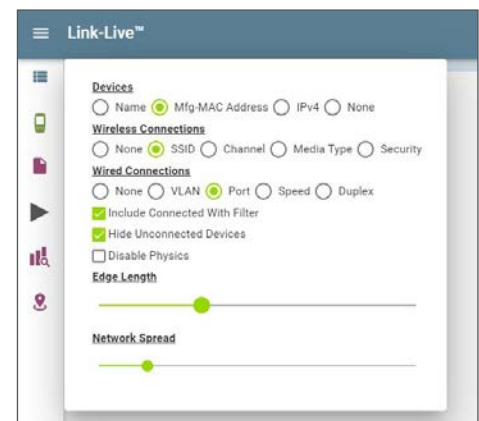 Link-Live™
Devices
Name Mfg-MAC Address IPv4 None
Wireless Connections
None SSID Channel Media Type Security
Wired Connections
None VLAN Port Speed Duplex
Include Connected With Filter
Hide Unconnected Devices
Disable Physics
Edge Length
Network Spread